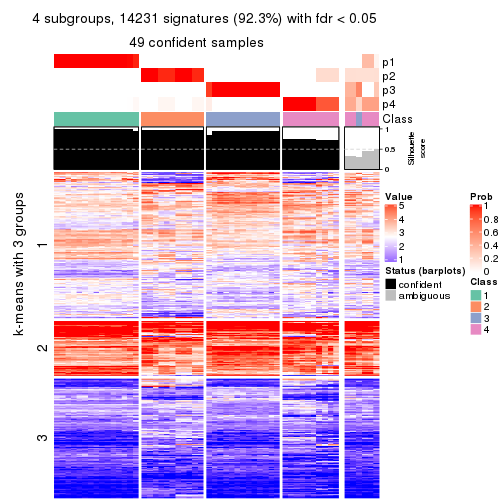 4 subgroups, 14231 signatures (92.3%) with fdr < 0.05
49 confident samples
p1
p2
p3
p4
Class
1
0.5
0
Silhouette
score
k-means with 3 groups
1
2
3
Value
5
4
3
2
1
Status (barplots)
confident
ambiguous
Prob
1
0.8
0.6
0.4
0.2
0
Class
1
2
3
4